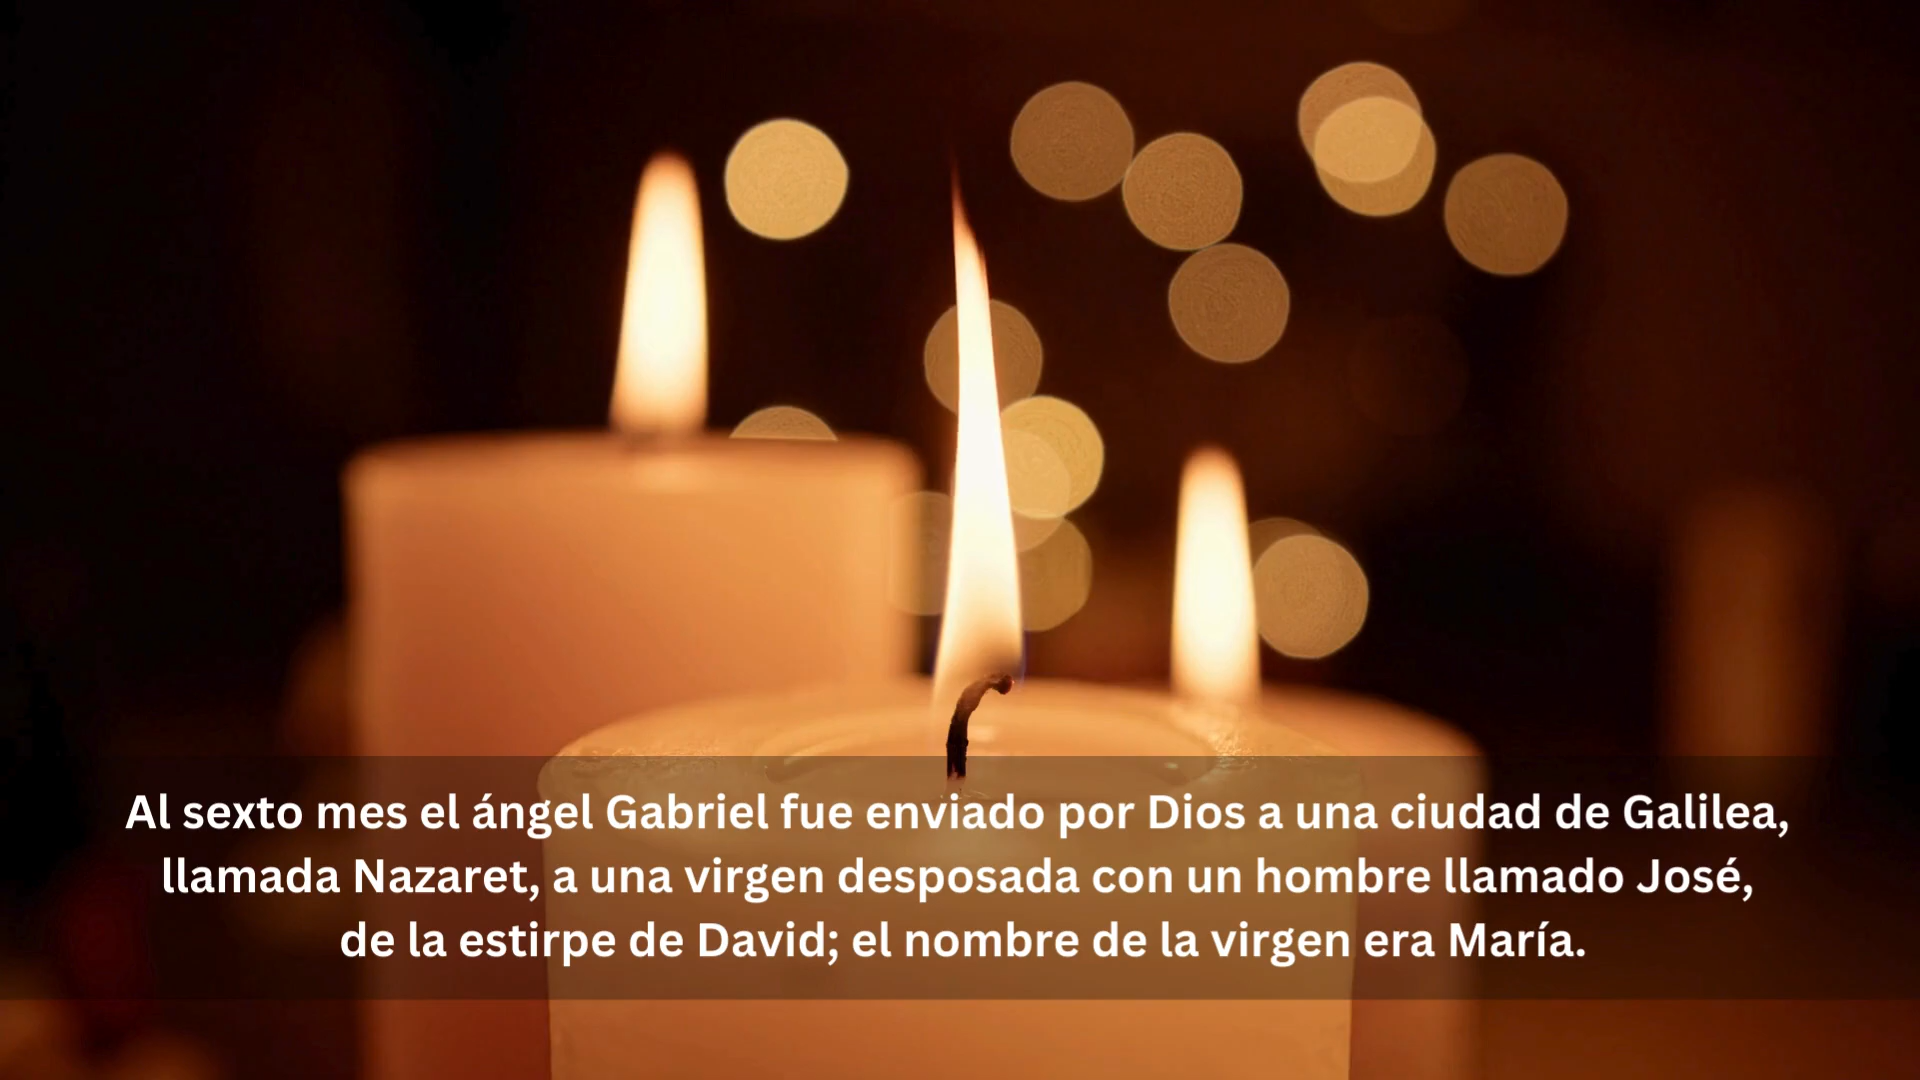 Al sexto mes el ángel Gabriel fue enviado por Dios a una ciudad de Galilea,
llamada Nazaret, a una virgen desposada con un hombre llamado José,
de la estirpe de David; el nombre de la virgen era María.